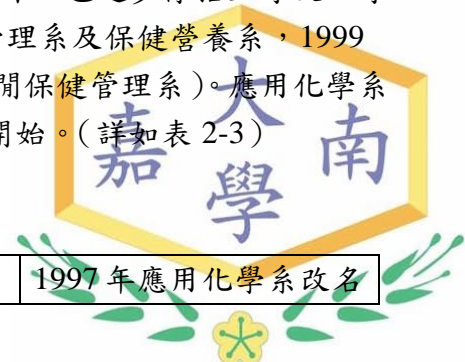 理系及保健營養系，1999
閒保健管理系）。應用化學系
開始。（詳如表 2-3）
嘉 大 南
學
1997 年應用化學系改名